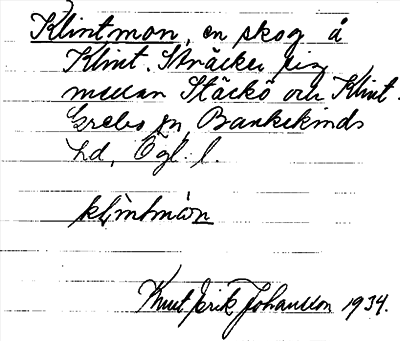 Klintmon, en skog å
Klint. Sträcker sig
mellan Stäckö och Klint.
Grebo sn, Bankekinds
hd, Ögl. l.
klintmon
Knut Erik Johansson 1934.